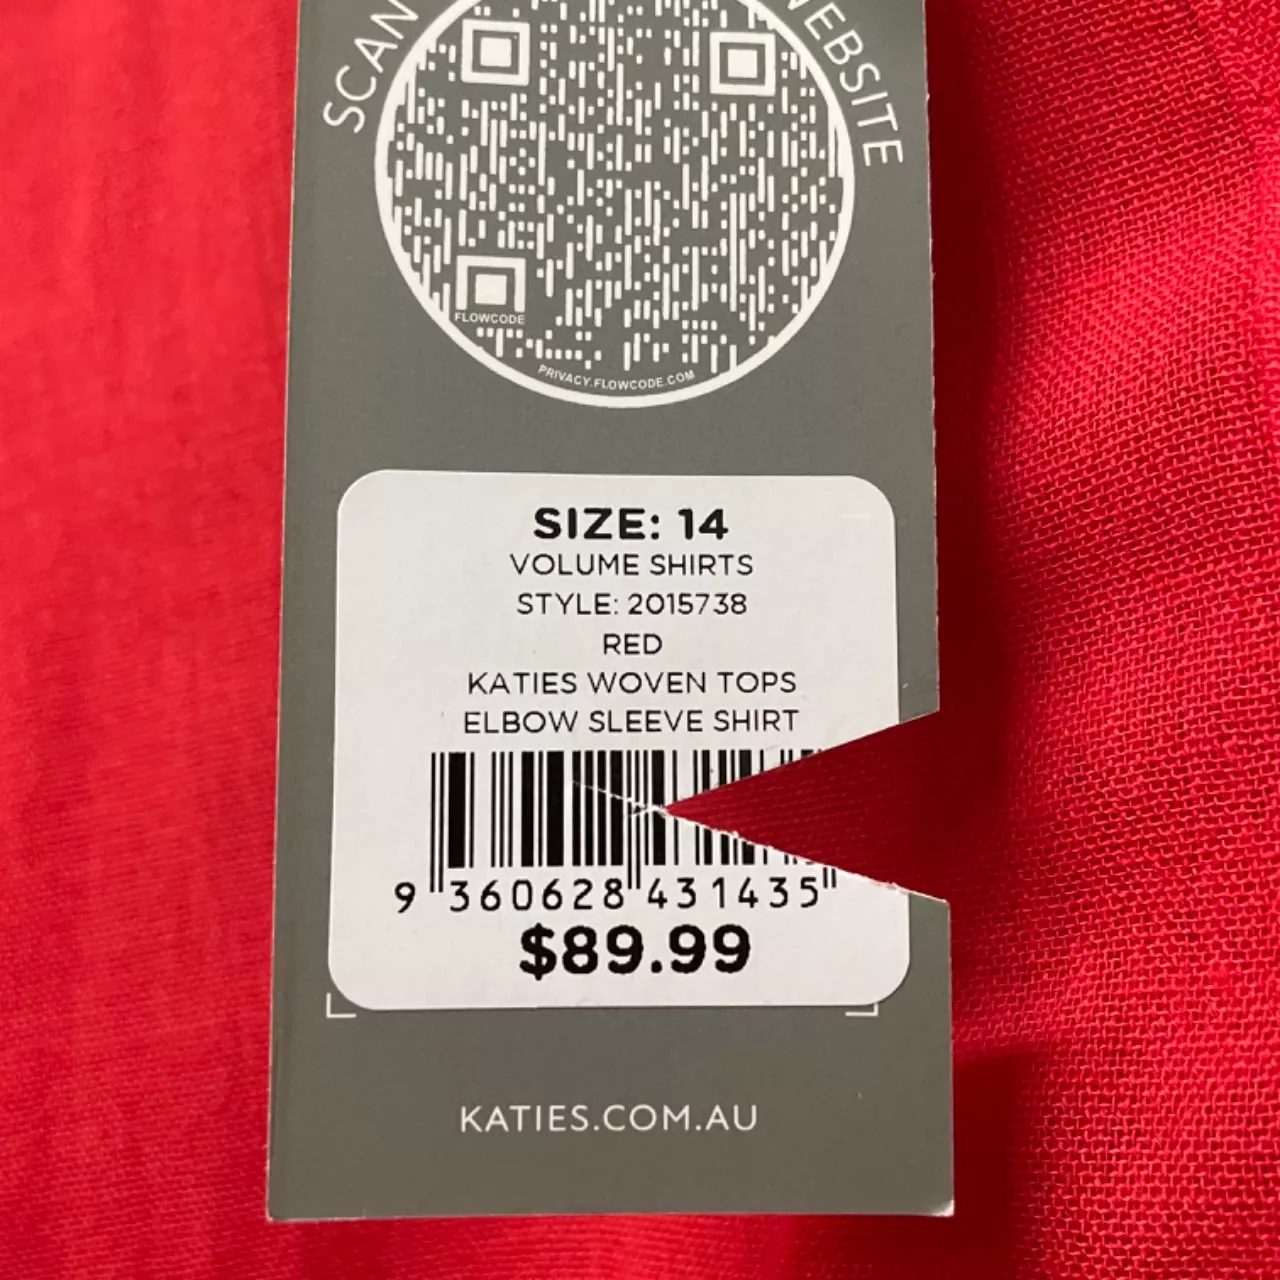 SCAN
WEBSITE
FLOWCODE
PRIVACY.FLOWCODE.COM
SIZE: 14
VOLUME SHIRTS
STYLE: 2015738
RED
KATIES WOVEN TOPS
ELBOW SLEEVE SHIRT
9 360628 431435
$89.99
KATIES.COM.AU